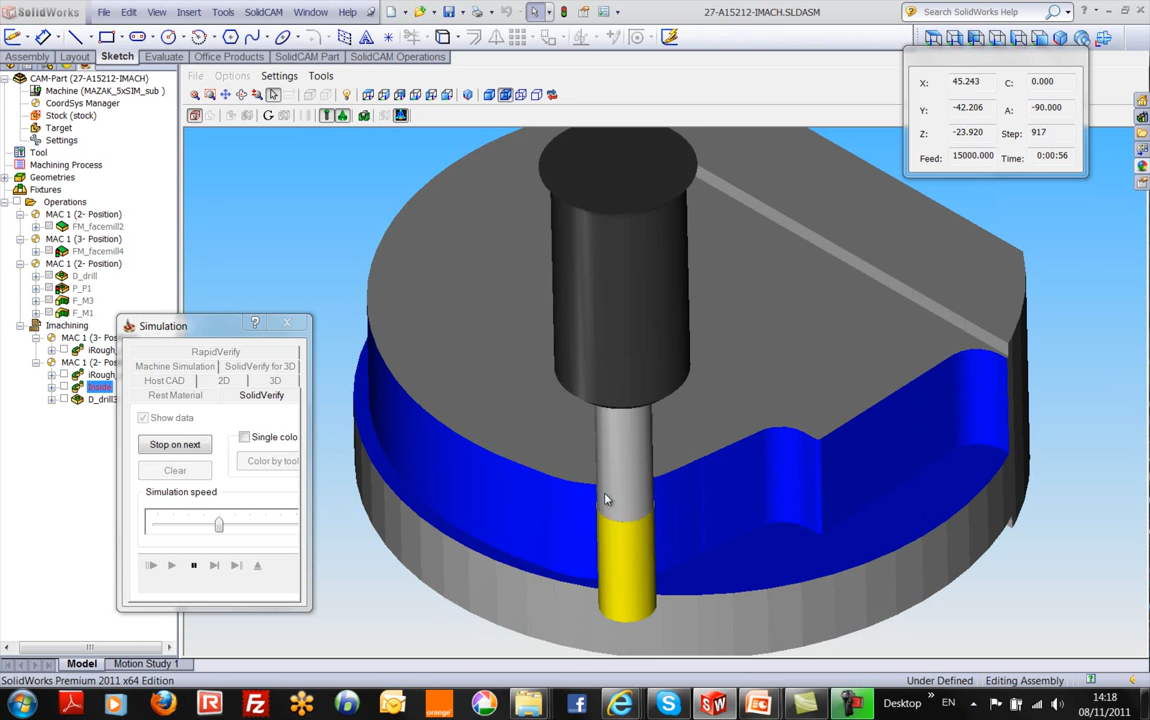 SOLIDWORKS File Edit View Insert Tools SolidCAM Window Help 27-A15212-IMACH.SLDASM Search SolidWorks Help
Assembly Layout Sketch Evaluate Office Products SolidCAM Part SolidCAM Operations
CAM-Part (27-A15212-IMACH)
Machine (MAZAK_5xSIM_sub )
CoordSys Manager
Stock (stock)
Target
Settings
Tool
Machining Process
Geometries
Fixtures
Operations
MAC 1 (2- Position)
FM_facemill2
MAC 1 (3- Position)
FM_facemill4
MAC 1 (2- Position)
D_drill
P_P1
F_M3
F_M1
Imachining
MAC 1 (3- Pos
iRough_
MAC 1 (2- Pos
iRough_
Inside
D_drill3
File Options Settings Tools
X: 45.243 C: 0.000
Y: -42.206 A: -90.000
Z: -23.920 Step: 917
Feed: 15000.000 Time: 0:00:56
Simulation
RapidVerify
Machine Simulation SolidVerify for 3D
Host CAD 2D 3D
Rest Material SolidVerify
Show data
Stop on next
Single colo
Clear
Color by tool
Simulation speed
Model Motion Study 1
SolidWorks Premium 2011 x64 Edition Under Defined Editing Assembly
Desktop EN 14:18
08/11/2011